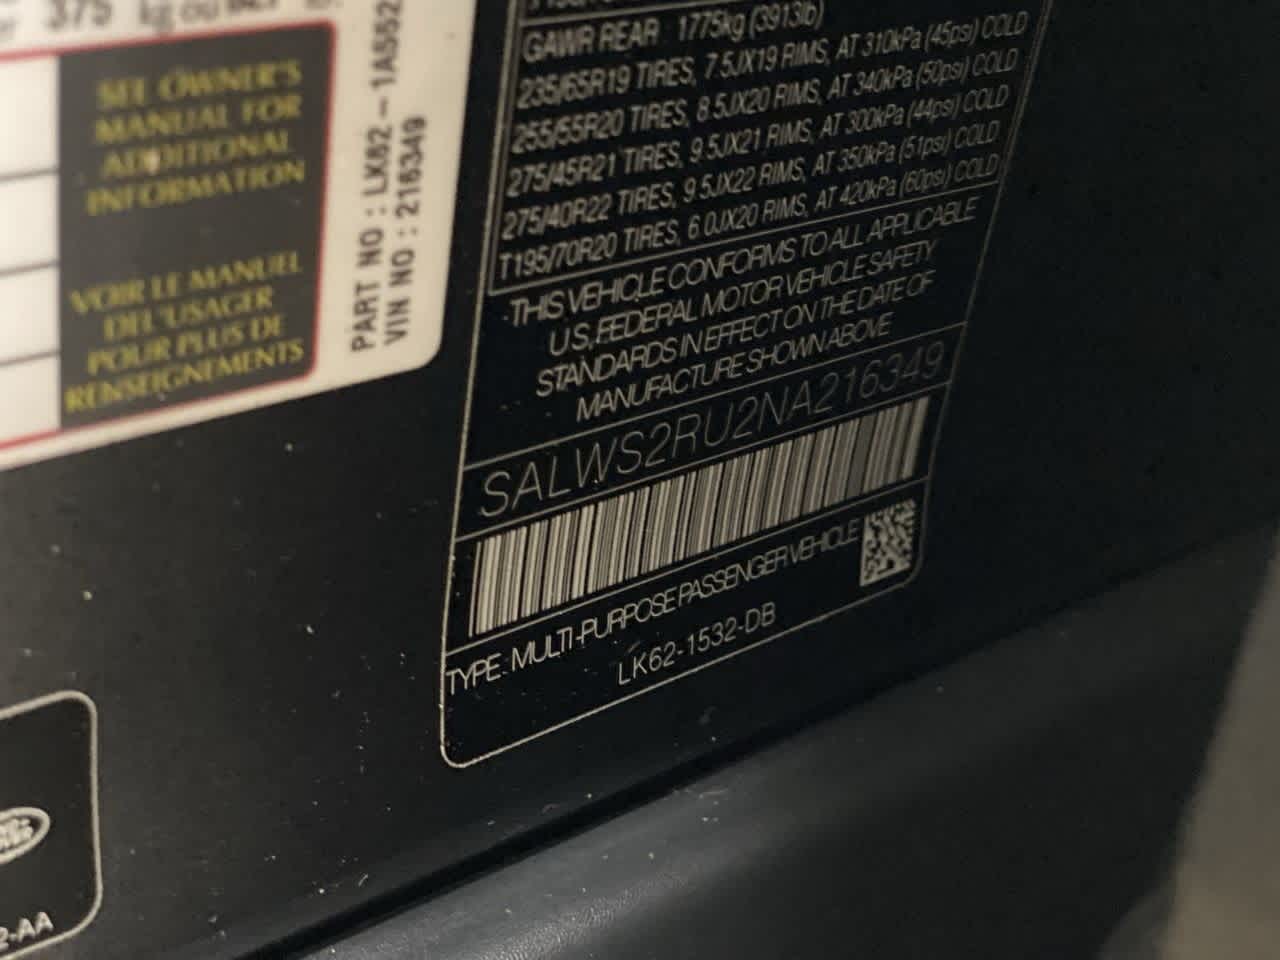 375 kg ou
SEE OWNER'S
MANUAL FOR
ADDITIONAL
INFORMATION
VOIR LE MANUEL
DE L'USAGER
POUR PLUS DE
RENSEIGNEMENTS
PART NO : LK62-1A552
VIN NO : 216349
GAWR REAR 1775kg (3913lb)
235/65R19 TIRES, 7.5JX19 RIMS, AT 310kPa (45psi) COLD
255/55R20 TIRES, 8.5JX20 RIMS, AT 340kPa (50psi) COLD
275/45R21 TIRES, 9.5JX21 RIMS, AT 300kPa (44psi) COLD
275/40R22 TIRES, 9.5JX22 RIMS, AT 350kPa (51psi) COLD
T195/70R20 TIRES, 6.0JX20 RIMS, AT 420kPa (60psi) COLD
THIS VEHICLE CONFORMS TO ALL APPLICABLE
U.S. FEDERAL MOTOR VEHICLE SAFETY
STANDARDS IN EFFECT ON THE DATE OF
MANUFACTURE SHOWN ABOVE
SALWS2RU2NA216349
TYPE: MULTI-PURPOSE PASSENGER VEHICLE
LK62-1532-DB
2-AA